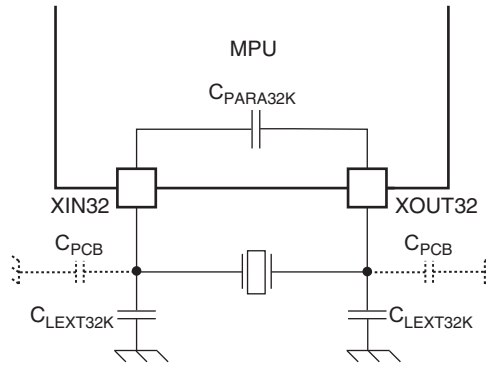 MPU
CPARA32K
XIN32
XOUT32
CPCB
CPCB
CLEXT32K
CLEXT32K